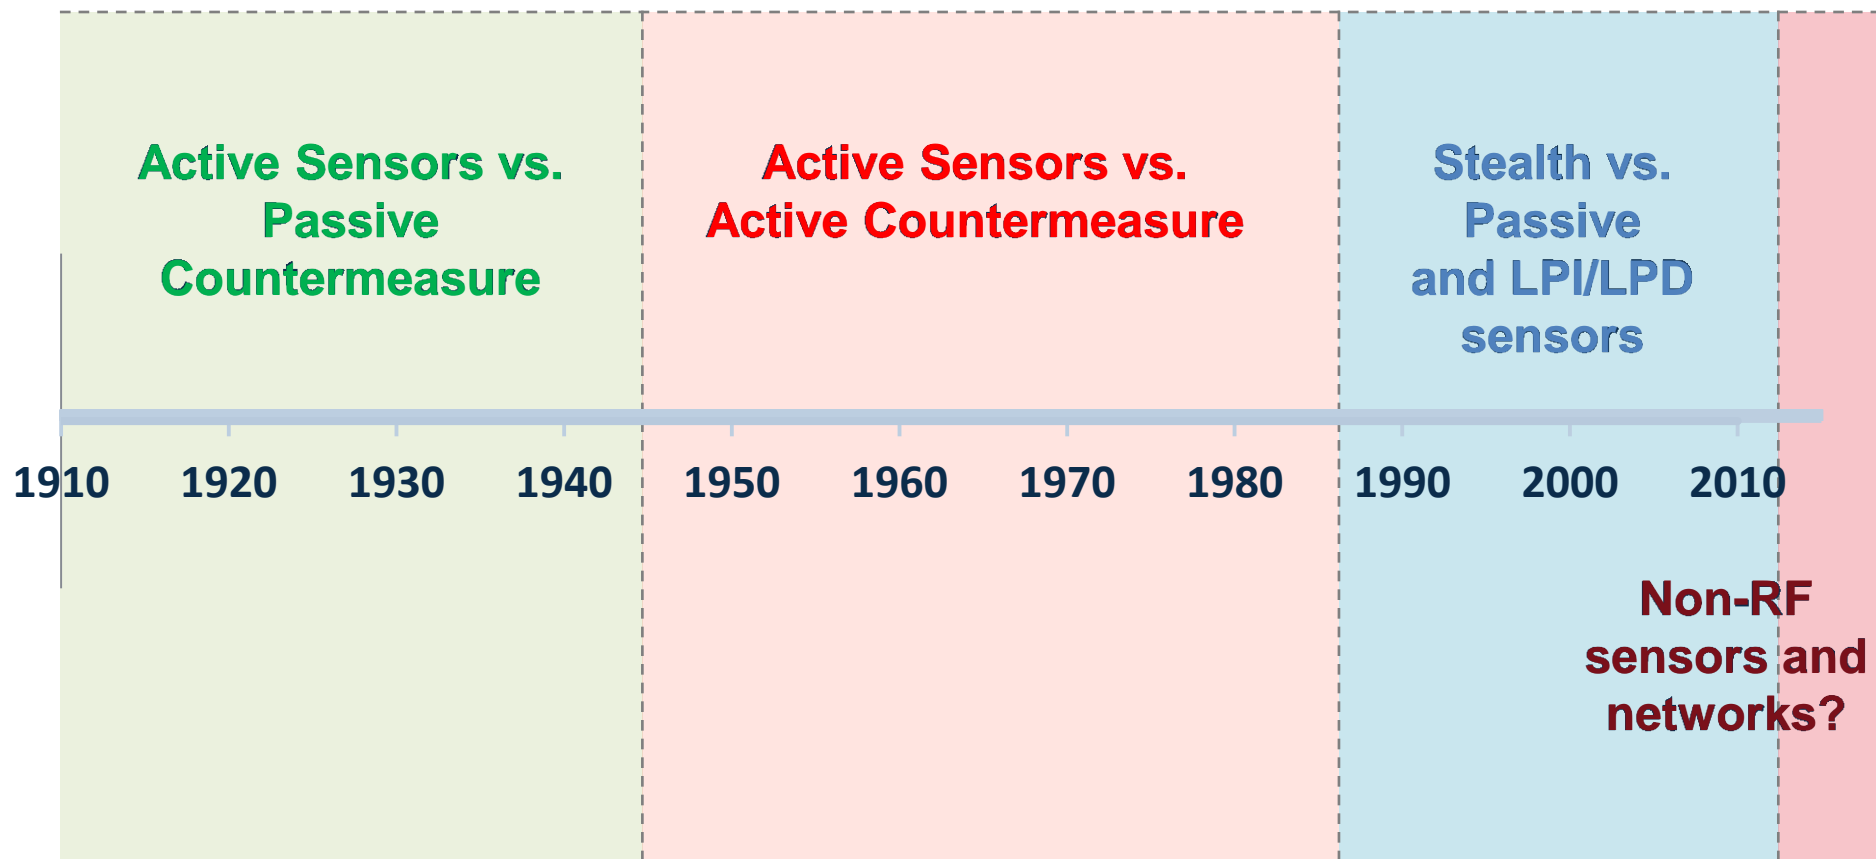 Active Sensors vs.
Passive
Countermeasure
Active Sensors vs.
Active Countermeasure
Stealth vs.
Passive
and LPI/LPD
sensors
1910 1920 1930 1940 1950 1960 1970 1980 1990 2000 2010
Non-RF
sensors and
networks?